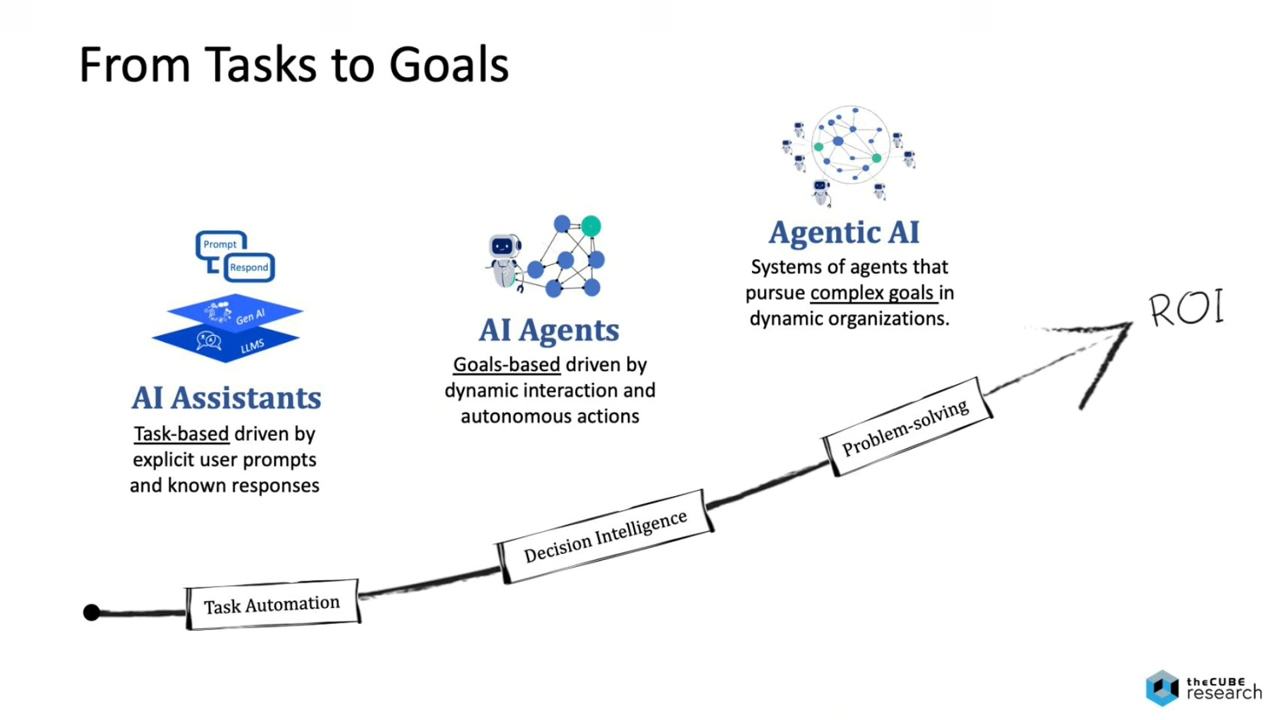 From Tasks to Goals
Prompt
Respond
Gen AI
LLMS
AI Assistants
Task-based driven by
explicit user prompts
and known responses
AI Agents
Goals-based driven by
dynamic interaction and
autonomous actions
Agentic AI
Systems of agents that
pursue complex goals in
dynamic organizations.
Task Automation
Decision Intelligence
Problem-solving
ROI
theCUBE
research